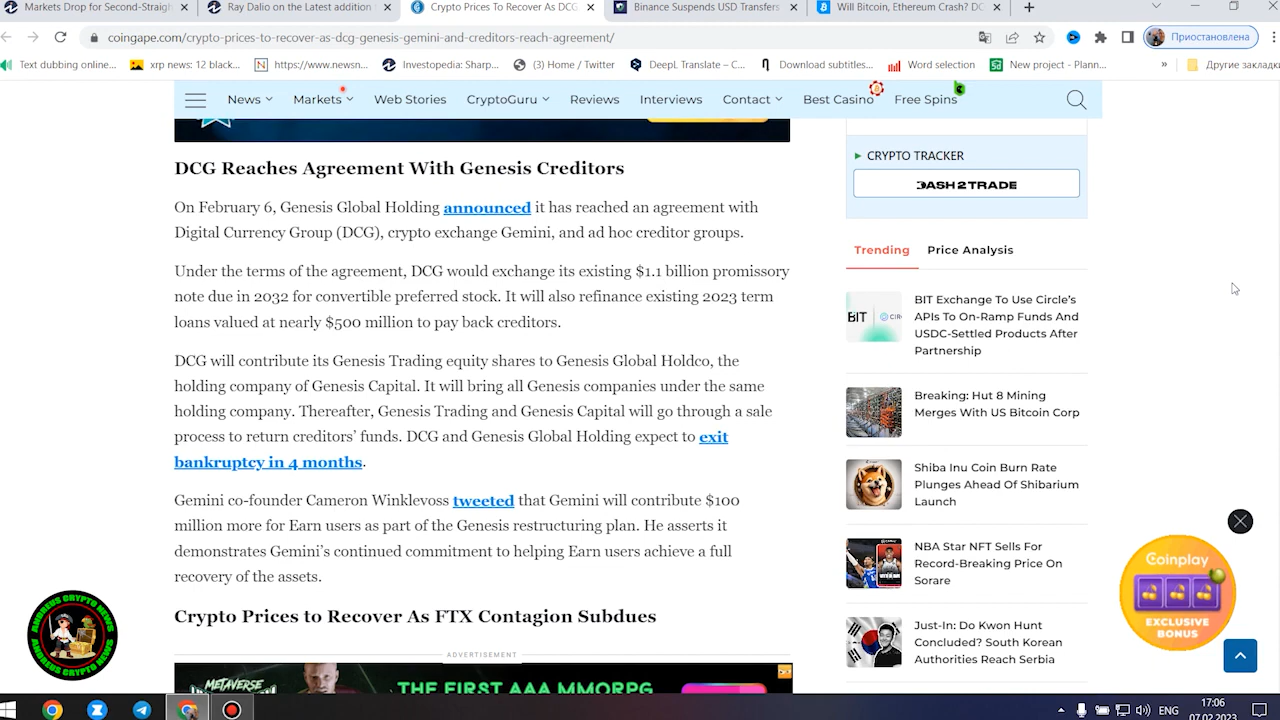 Markets Drop for Second-Straigh
Ray Dalio on the Latest addition
Crypto Prices To Recover As DCG
Binance Suspends USD Transfers
Will Bitcoin, Ethereum Crash? DC
coingape.com/crypto-prices-to-recover-as-dcg-genesis-gemini-and-creditors-reach-agreement/
Приостановлена
Text dubbing online...
xrp news: 12 black...
https://www.newsn...
Investopedia: Sharp...
(3) Home / Twitter
DeepL Translate – C...
Download subtitles...
Word selection
New project - Plann...
»
Другие закладки
News
Markets
Web Stories
CryptoGuru
Reviews
Interviews
Contact
Best Casino
Free Spins
DCG Reaches Agreement With Genesis Creditors
On February 6, Genesis Global Holding announced it has reached an agreement with
Digital Currency Group (DCG), crypto exchange Gemini, and ad hoc creditor groups.
Under the terms of the agreement, DCG would exchange its existing $1.1 billion promissory
note due in 2032 for convertible preferred stock. It will also refinance existing 2023 term
loans valued at nearly $500 million to pay back creditors.
DCG will contribute its Genesis Trading equity shares to Genesis Global Holdco, the
holding company of Genesis Capital. It will bring all Genesis companies under the same
holding company. Thereafter, Genesis Trading and Genesis Capital will go through a sale
process to return creditors’ funds. DCG and Genesis Global Holding expect to exit
bankruptcy in 4 months.
Gemini co-founder Cameron Winklevoss tweeted that Gemini will contribute $100
million more for Earn users as part of the Genesis restructuring plan. He asserts it
demonstrates Gemini’s continued commitment to helping Earn users achieve a full
recovery of the assets.
Crypto Prices to Recover As FTX Contagion Subdues
ADVERTISEMENT
METAVERSE
THE FIRST AAA MMORPG
CRYPTO TRACKER
DASH 2 TRADE
Trending
Price Analysis
BIT
CIR
BIT Exchange To Use Circle’s
APIs To On-Ramp Funds And
USDC-Settled Products After
Partnership
Breaking: Hut 8 Mining
Merges With US Bitcoin Corp
Shiba Inu Coin Burn Rate
Plunges Ahead Of Shibarium
Launch
NBA Star NFT Sells For
Record-Breaking Price On
Sorare
Just-In: Do Kwon Hunt
Concluded? South Korean
Authorities Reach Serbia
Coinplay
EXCLUSIVE
BONUS
ANDREUS CRYPTO NEWS
ANDREUS CRYPTO NEWS
ENG
17:06
07.02.2023